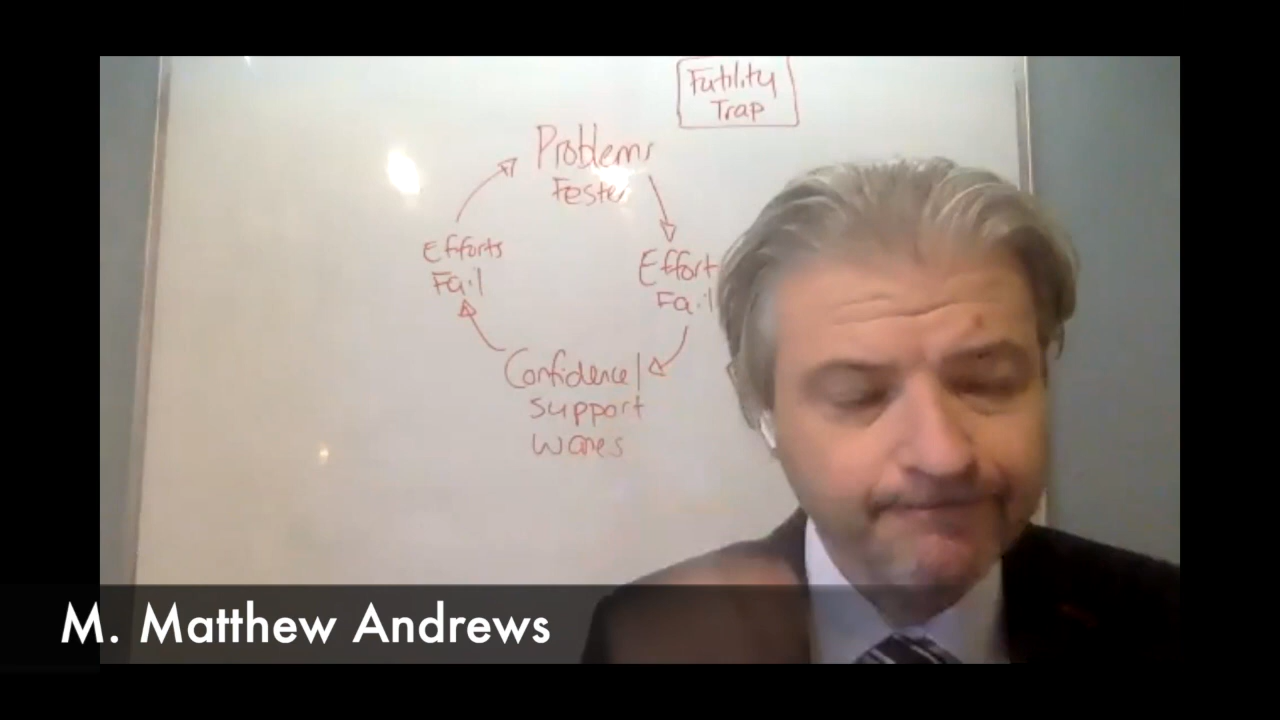 Futility
Trap
Problems
Fester
Effort
Fail
Confidence/
Support
Wanes
Efforts
Fail
M. Matthew Andrews